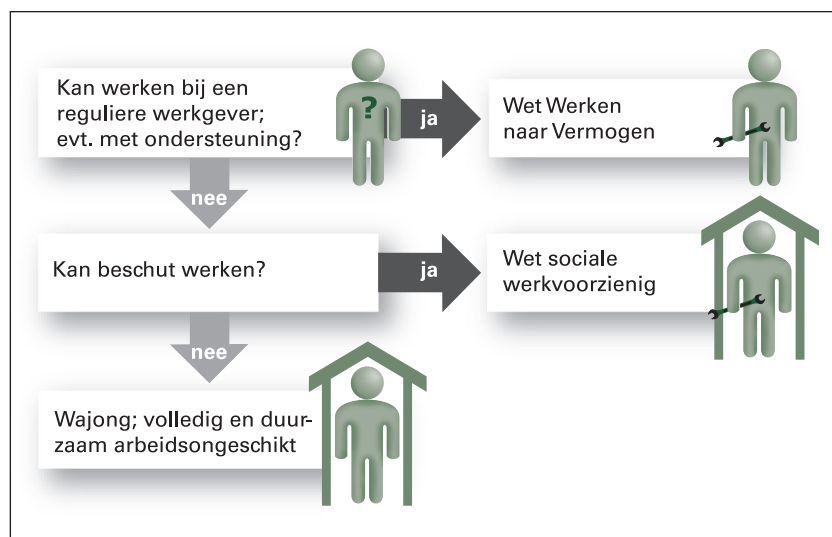 Kan werken bij een
reguliere werkgever;
evt. met ondersteuning?
?
ja
Wet Werken
naar Vermogen
nee
Kan beschut werken?
ja
Wet sociale
werkvoorzienig
nee
Wajong; volledig en duur-
zaam arbeidsongeschikt